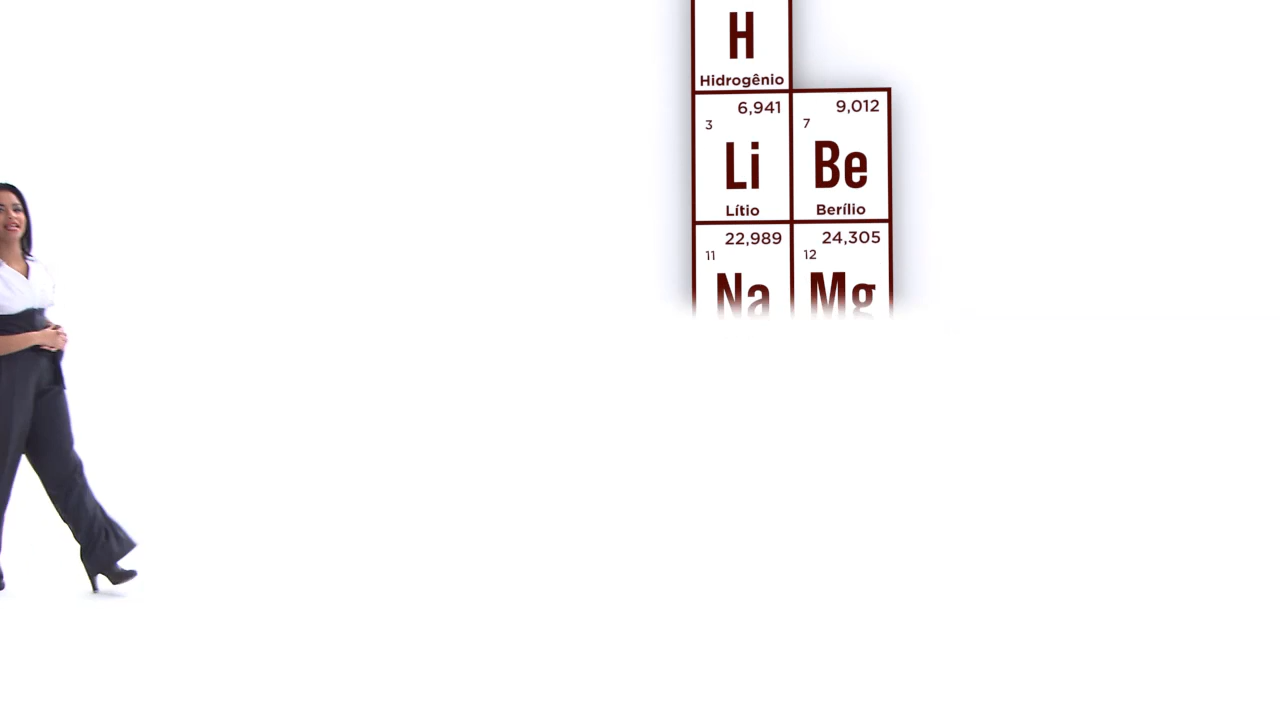 H
Hidrogênio
6,941 9,012
3 7
Li Be
Lítio Berílio
22,989 24,305
11 12
Na Mg